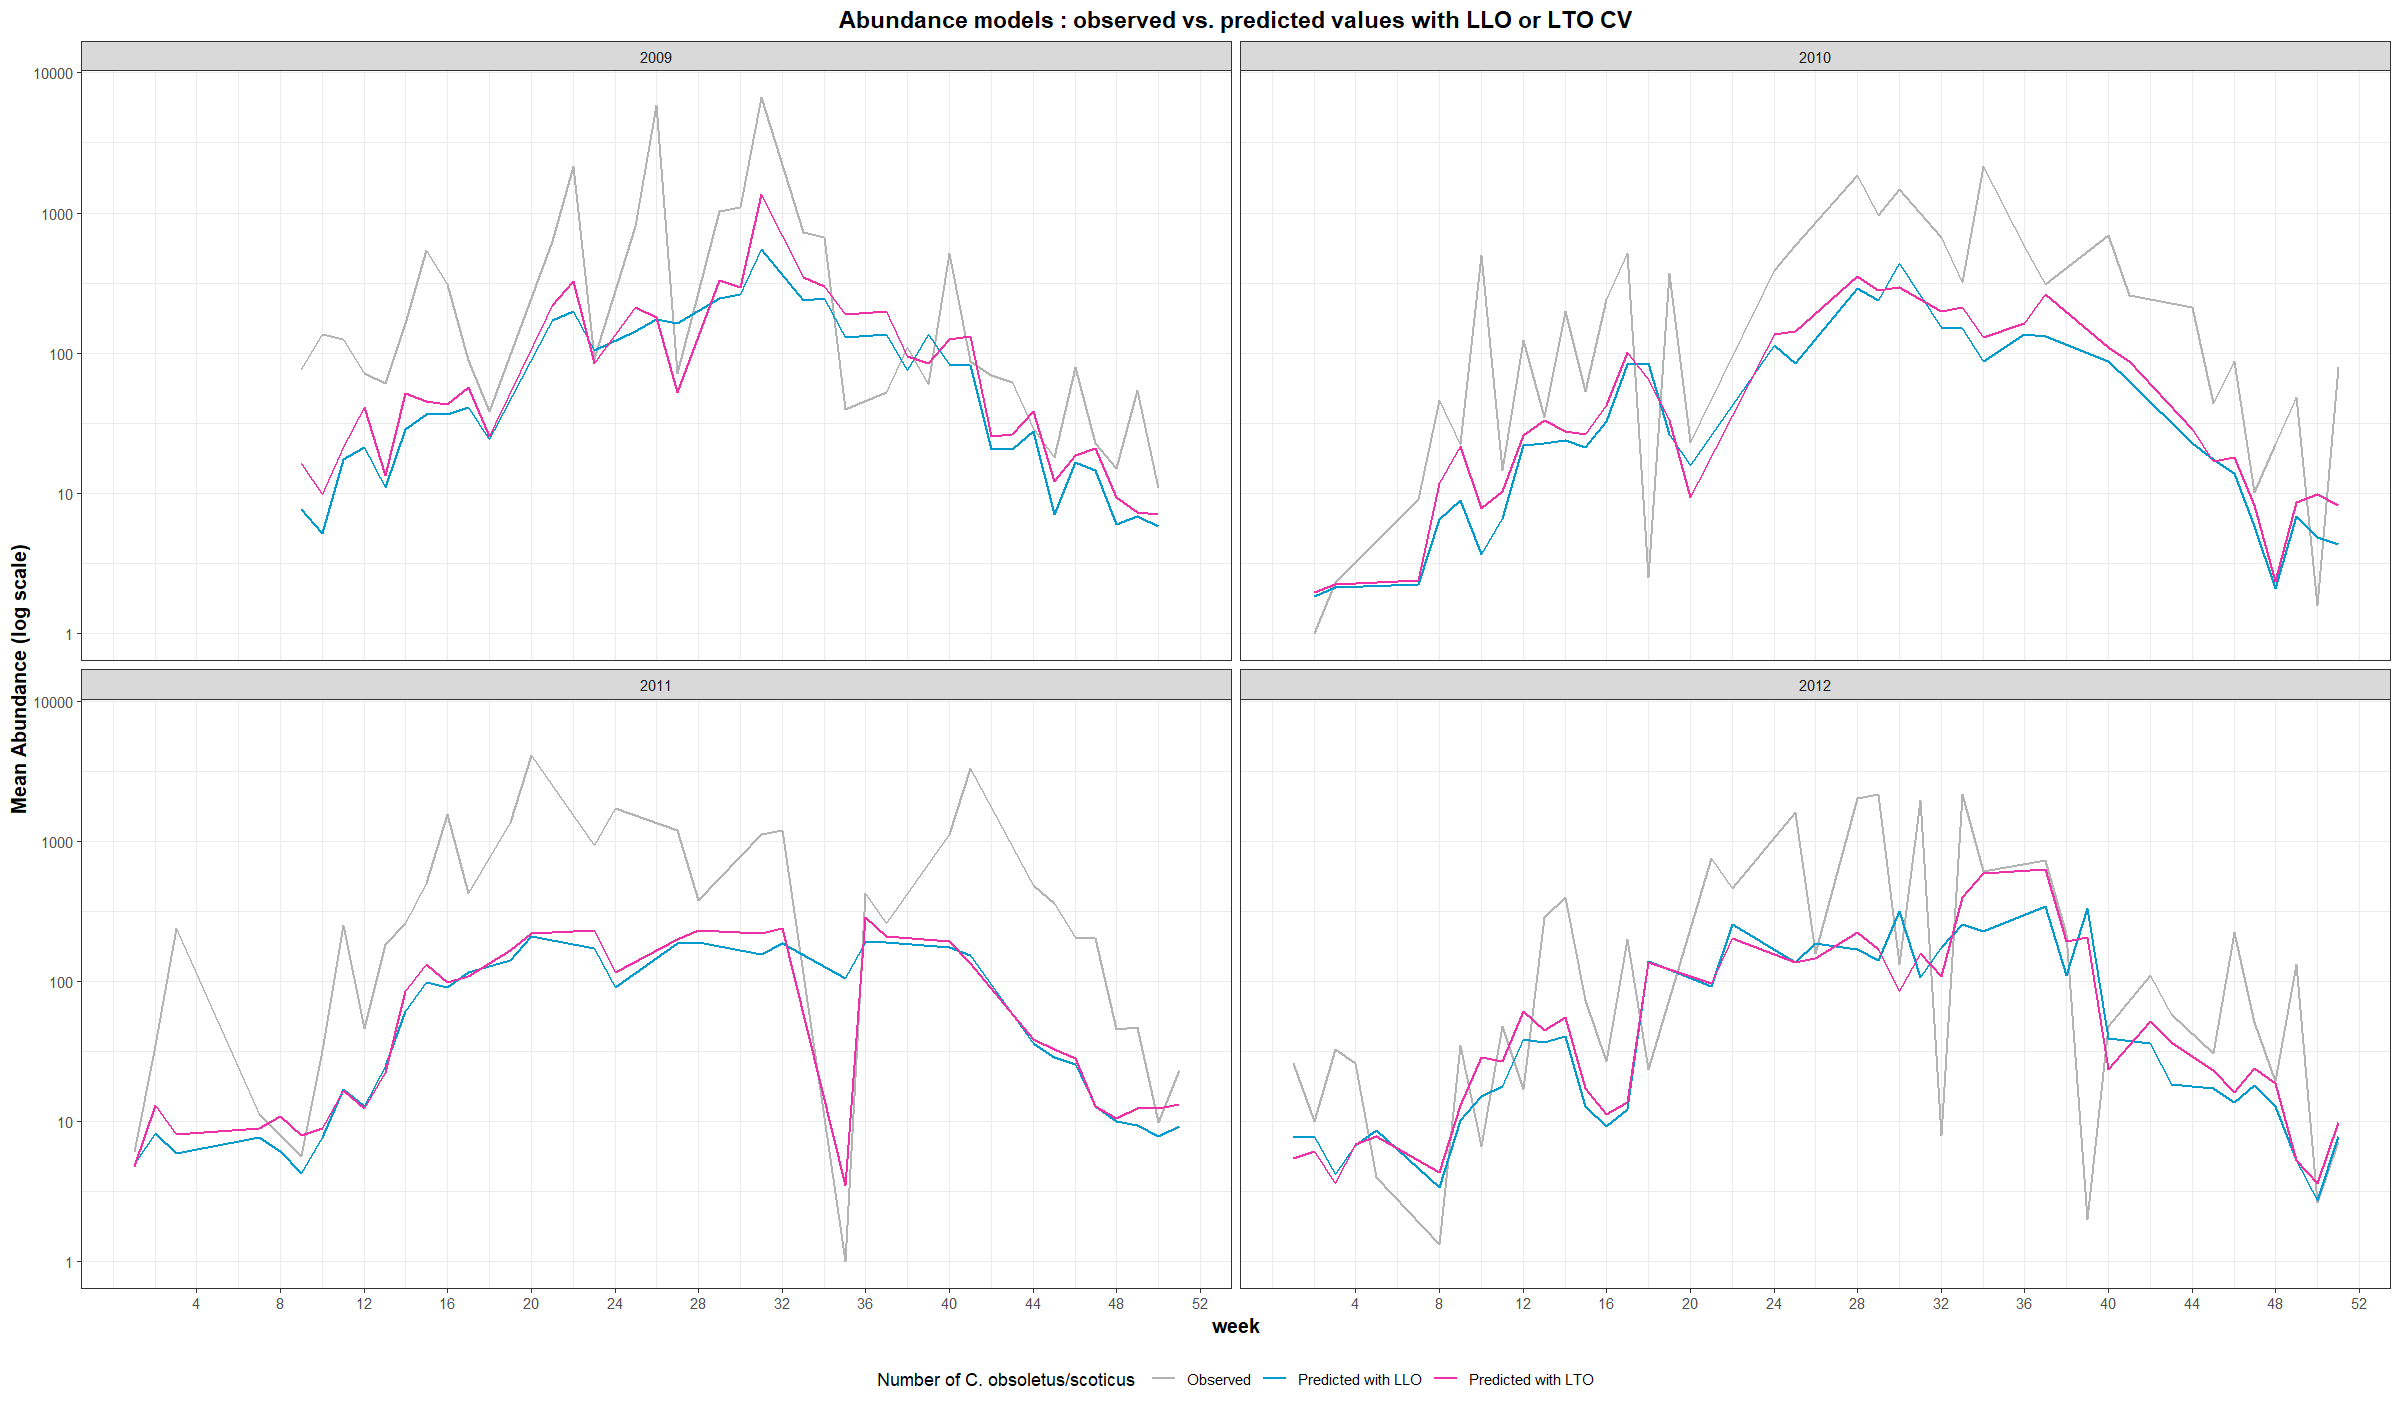 Abundance models : observed vs. predicted values with LLO or LTO CV
2009
2010
10000
1000
100
10
1
2011
2012
10000
1000
100
10
1
Mean Abundance (log scale)
4 8 12 16 20 24 28 32 36 40 44 48 52
4 8 12 16 20 24 28 32 36 40 44 48 52
week
Number of C. obsoletus/scoticus Observed Predicted with LLO Predicted with LTO